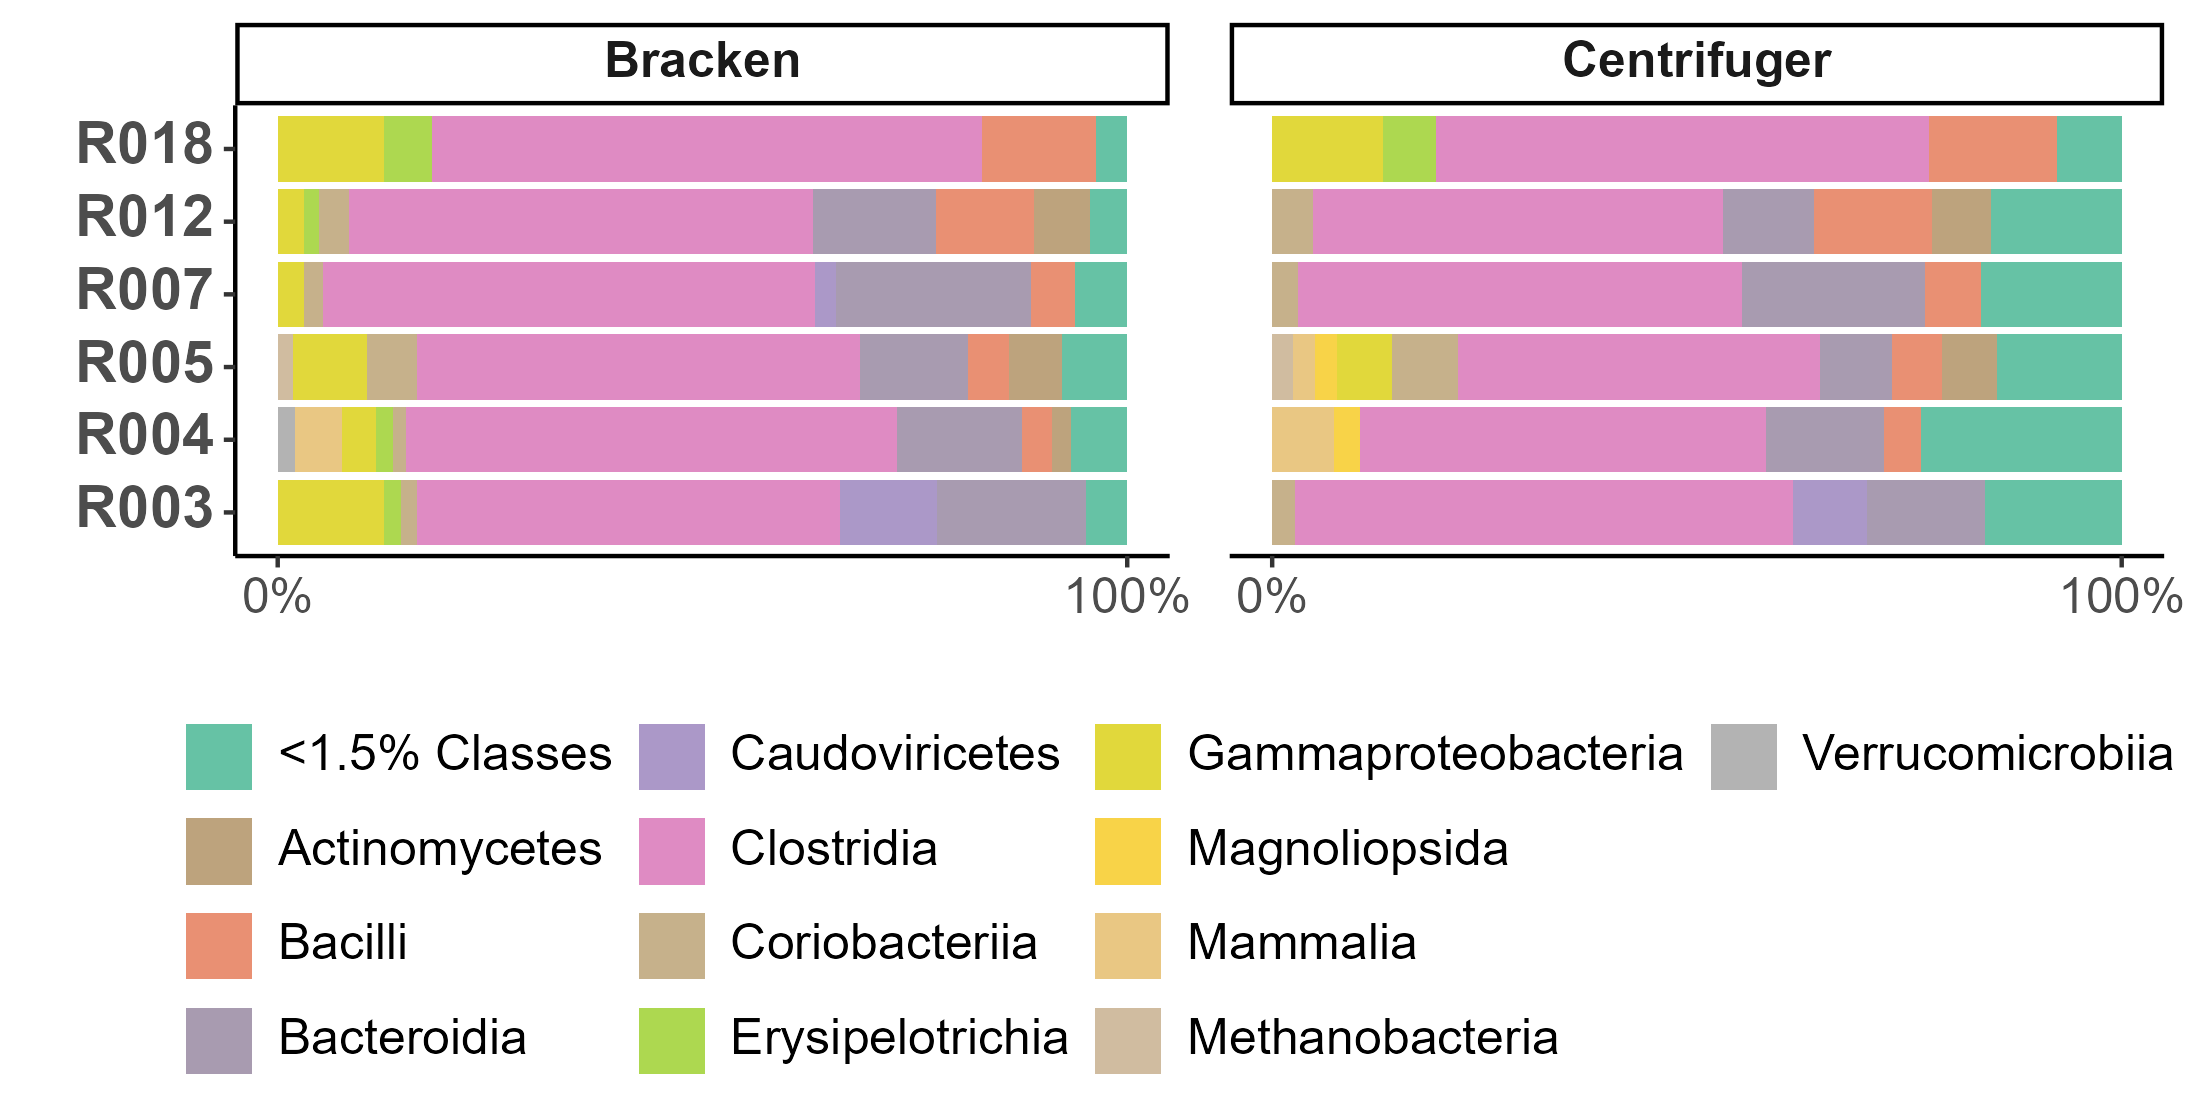 Bracken
Centrifuger
R018
R012
R007
R005
R004
R003
0%
100%
0%
100%
<1.5% Classes
Caudoviricetes
Gammaproteobacteria
Verrucomicrobiia
Actinomycetes
Clostridia
Magnoliopsida
Bacilli
Coriobacteriia
Mammalia
Bacteroidia
Erysipelotrichia
Methanobacteria